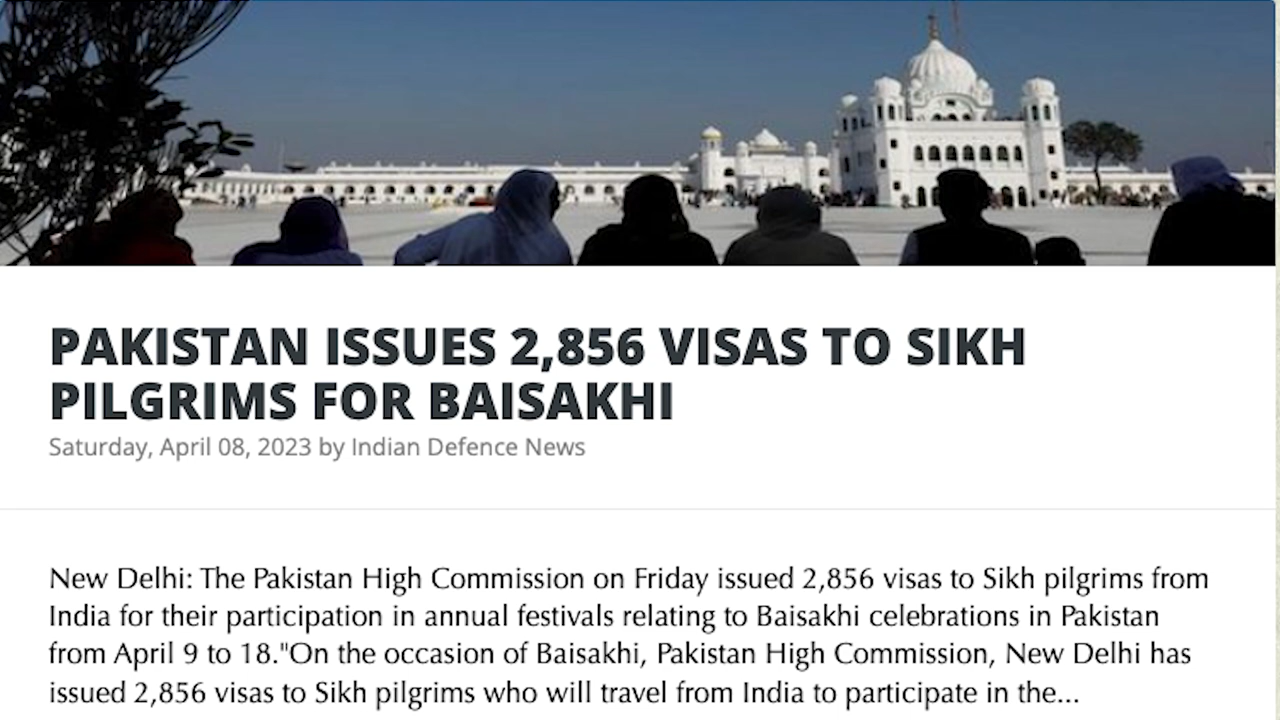 PAKISTAN ISSUES 2,856 VISAS TO SIKH
PILGRIMS FOR BAISAKHI
Saturday, April 08, 2023 by Indian Defence News
New Delhi: The Pakistan High Commission on Friday issued 2,856 visas to Sikh pilgrims from
India for their participation in annual festivals relating to Baisakhi celebrations in Pakistan
from April 9 to 18."On the occasion of Baisakhi, Pakistan High Commission, New Delhi has
issued 2,856 visas to Sikh pilgrims who will travel from India to participate in the...